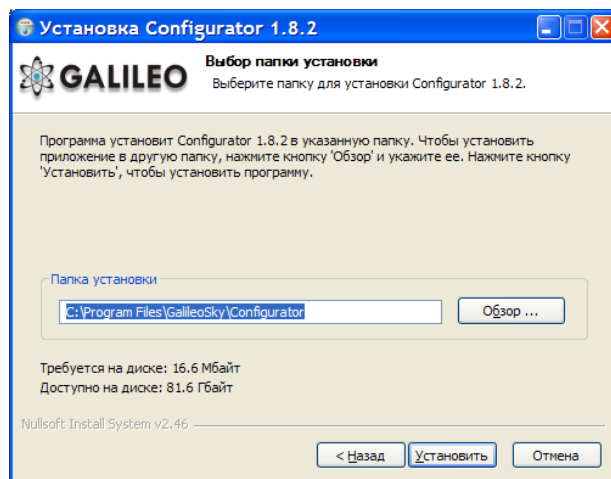 Установка Configurator 1.8.2
GALILEO
Выбор папки установки
Выберите папку для установки Configurator 1.8.2.
Программа установит Configurator 1.8.2 в указанную папку. Чтобы установить
приложение в другую папку, нажмите кнопку 'Обзор' и укажите ее. Нажмите кнопку
'Установить', чтобы установить программу.
Папка установки
C:\Program Files\GalileoSky\Configurator
Обзор ...
Требуется на диске: 16.6 Мбайт
Доступно на диске: 81.6 Гбайт
Nullsoft Install System v2.46
< Назад
Установить
Отмена